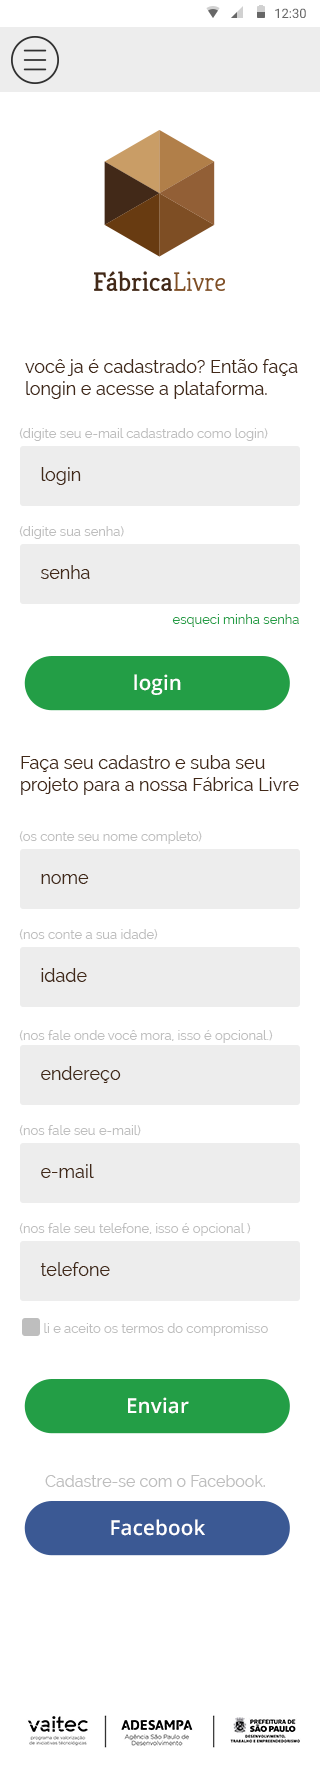 12:30
FábricaLivre
você ja é cadastrado? Então faça
longin e acesse a plataforma.
(digite seu e-mail cadastrado como login)
login
(digite sua senha)
senha
esqueci minha senha
login
Faça seu cadastro e suba seu
projeto para a nossa Fábrica Livre
(os conte seu nome completo)
nome
(nos conte a sua idade)
idade
(nos fale onde você mora, isso é opcional.)
endereço
(nos fale seu e-mail)
e-mail
(nos fale seu telefone, isso é opcional )
telefone
li e aceito os termos do compromisso
Enviar
Cadastre-se com o Facebook.
Facebook
vaitec
programa de valorização
de iniciativas tecnológicas
ADESAMPA
Agência São Paulo de
Desenvolvimento
PREFEITURA DE
SÃO PAULO
DESENVOLVIMENTO,
TRABALHO E EMPREENDEDORISMO